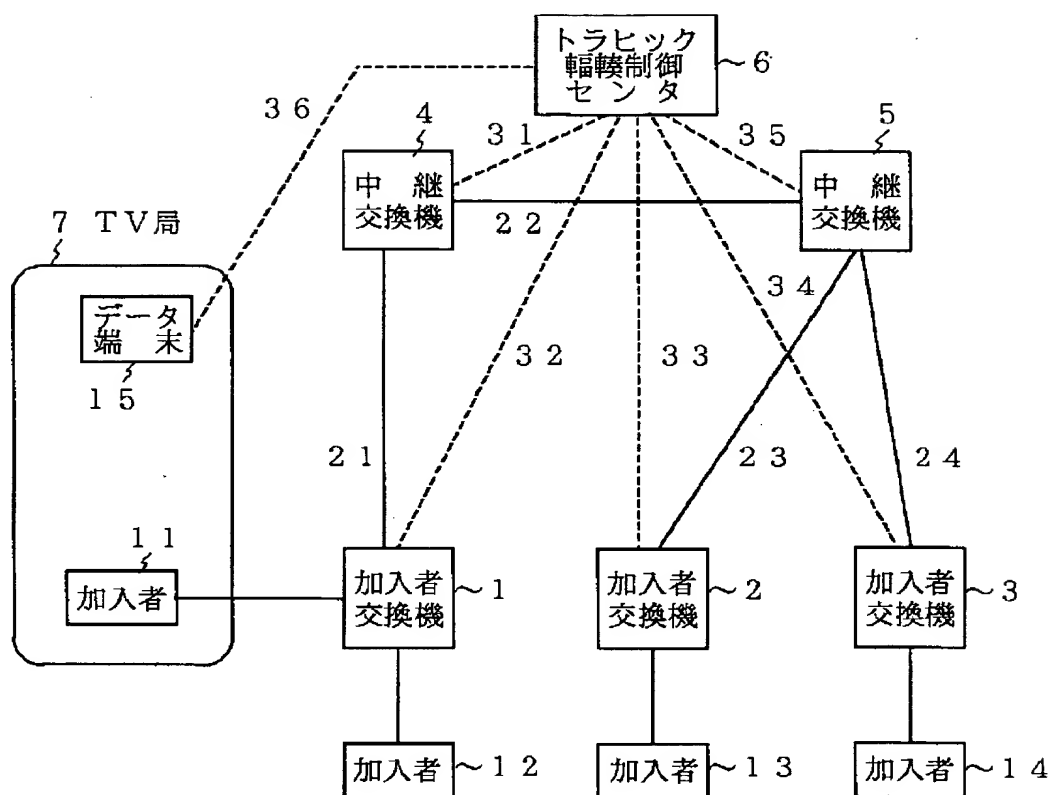 トラヒック
輻輳制御
センタ
6
36
4
31
35
5
中 継
交換機
22
中 継
交換機
7 TV局
データ
端 末
15
34
32
33
21
23
24
11
加入者
加入者
交換機
1
加入者
交換機
2
加入者
交換機
3
加入者
12
加入者
13
加入者
14